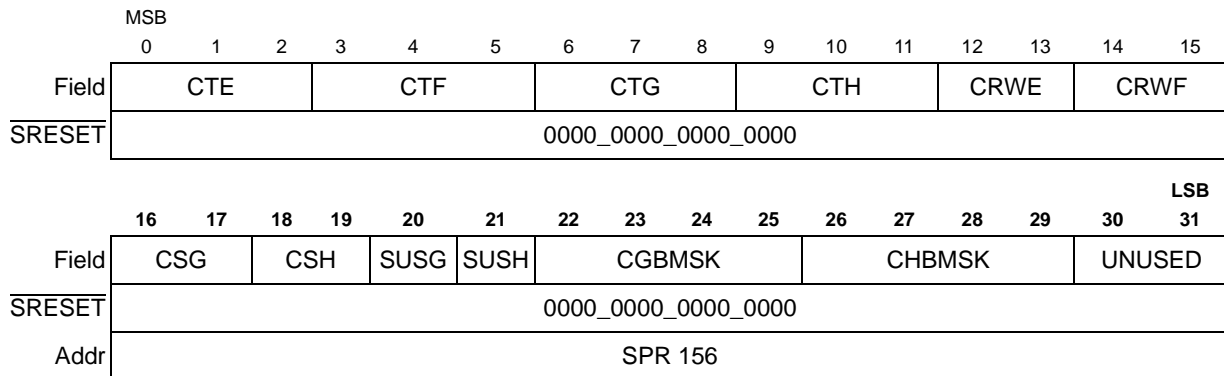 MSB
0 1 2 3 4 5 6 7 8 9 10 11 12 13 14 15
Field CTE CTF CTG CTH CRWE CRWF
SRESET 0000_0000_0000_0000
LSB
16 17 18 19 20 21 22 23 24 25 26 27 28 29 30 31
Field CSG CSH SUSG SUSH CGBMSK CHBMSK UNUSED
SRESET 0000_0000_0000_0000
Addr SPR 156